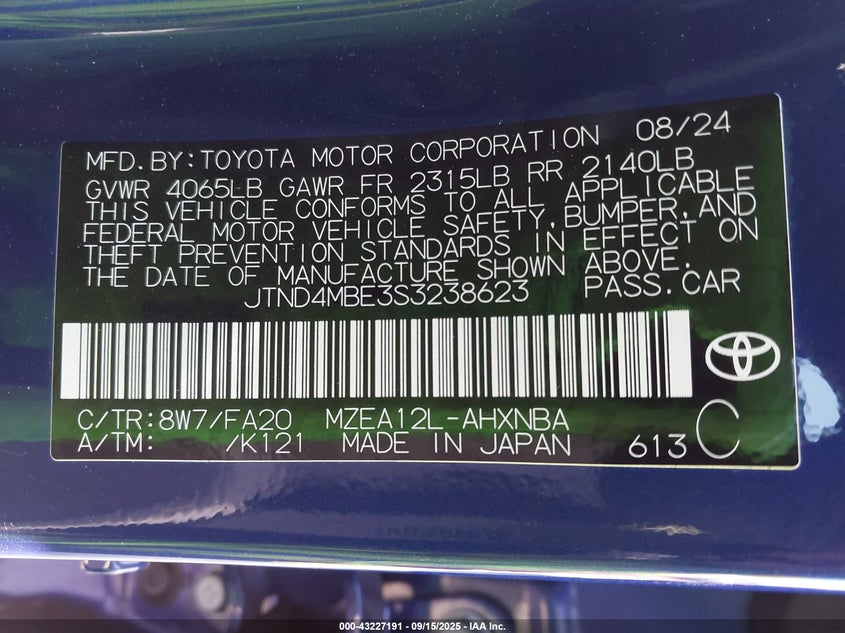 MFD.BY:TOYOTA MOTOR CORPORATION 08/24
GVWR 4065LB GAWR FR 2315LB RR 2140LB
THIS VEHICLE CONFORMS TO ALL APPLICABLE
FEDERAL MOTOR VEHICLE SAFETY,BUMPER,AND
THEFT PREVENTION STANDARDS IN EFFECT ON
THE DATE OF MANUFACTURE SHOWN ABOVE.
JTND4MBE3S3238623 PASS.CAR
C/TR:8W7/FA20 MZEA12L-AHXNBA
A/TM: /K121 MADE IN JAPAN 613 C
000-43227191 - 09/15/2025 - IAA Inc.